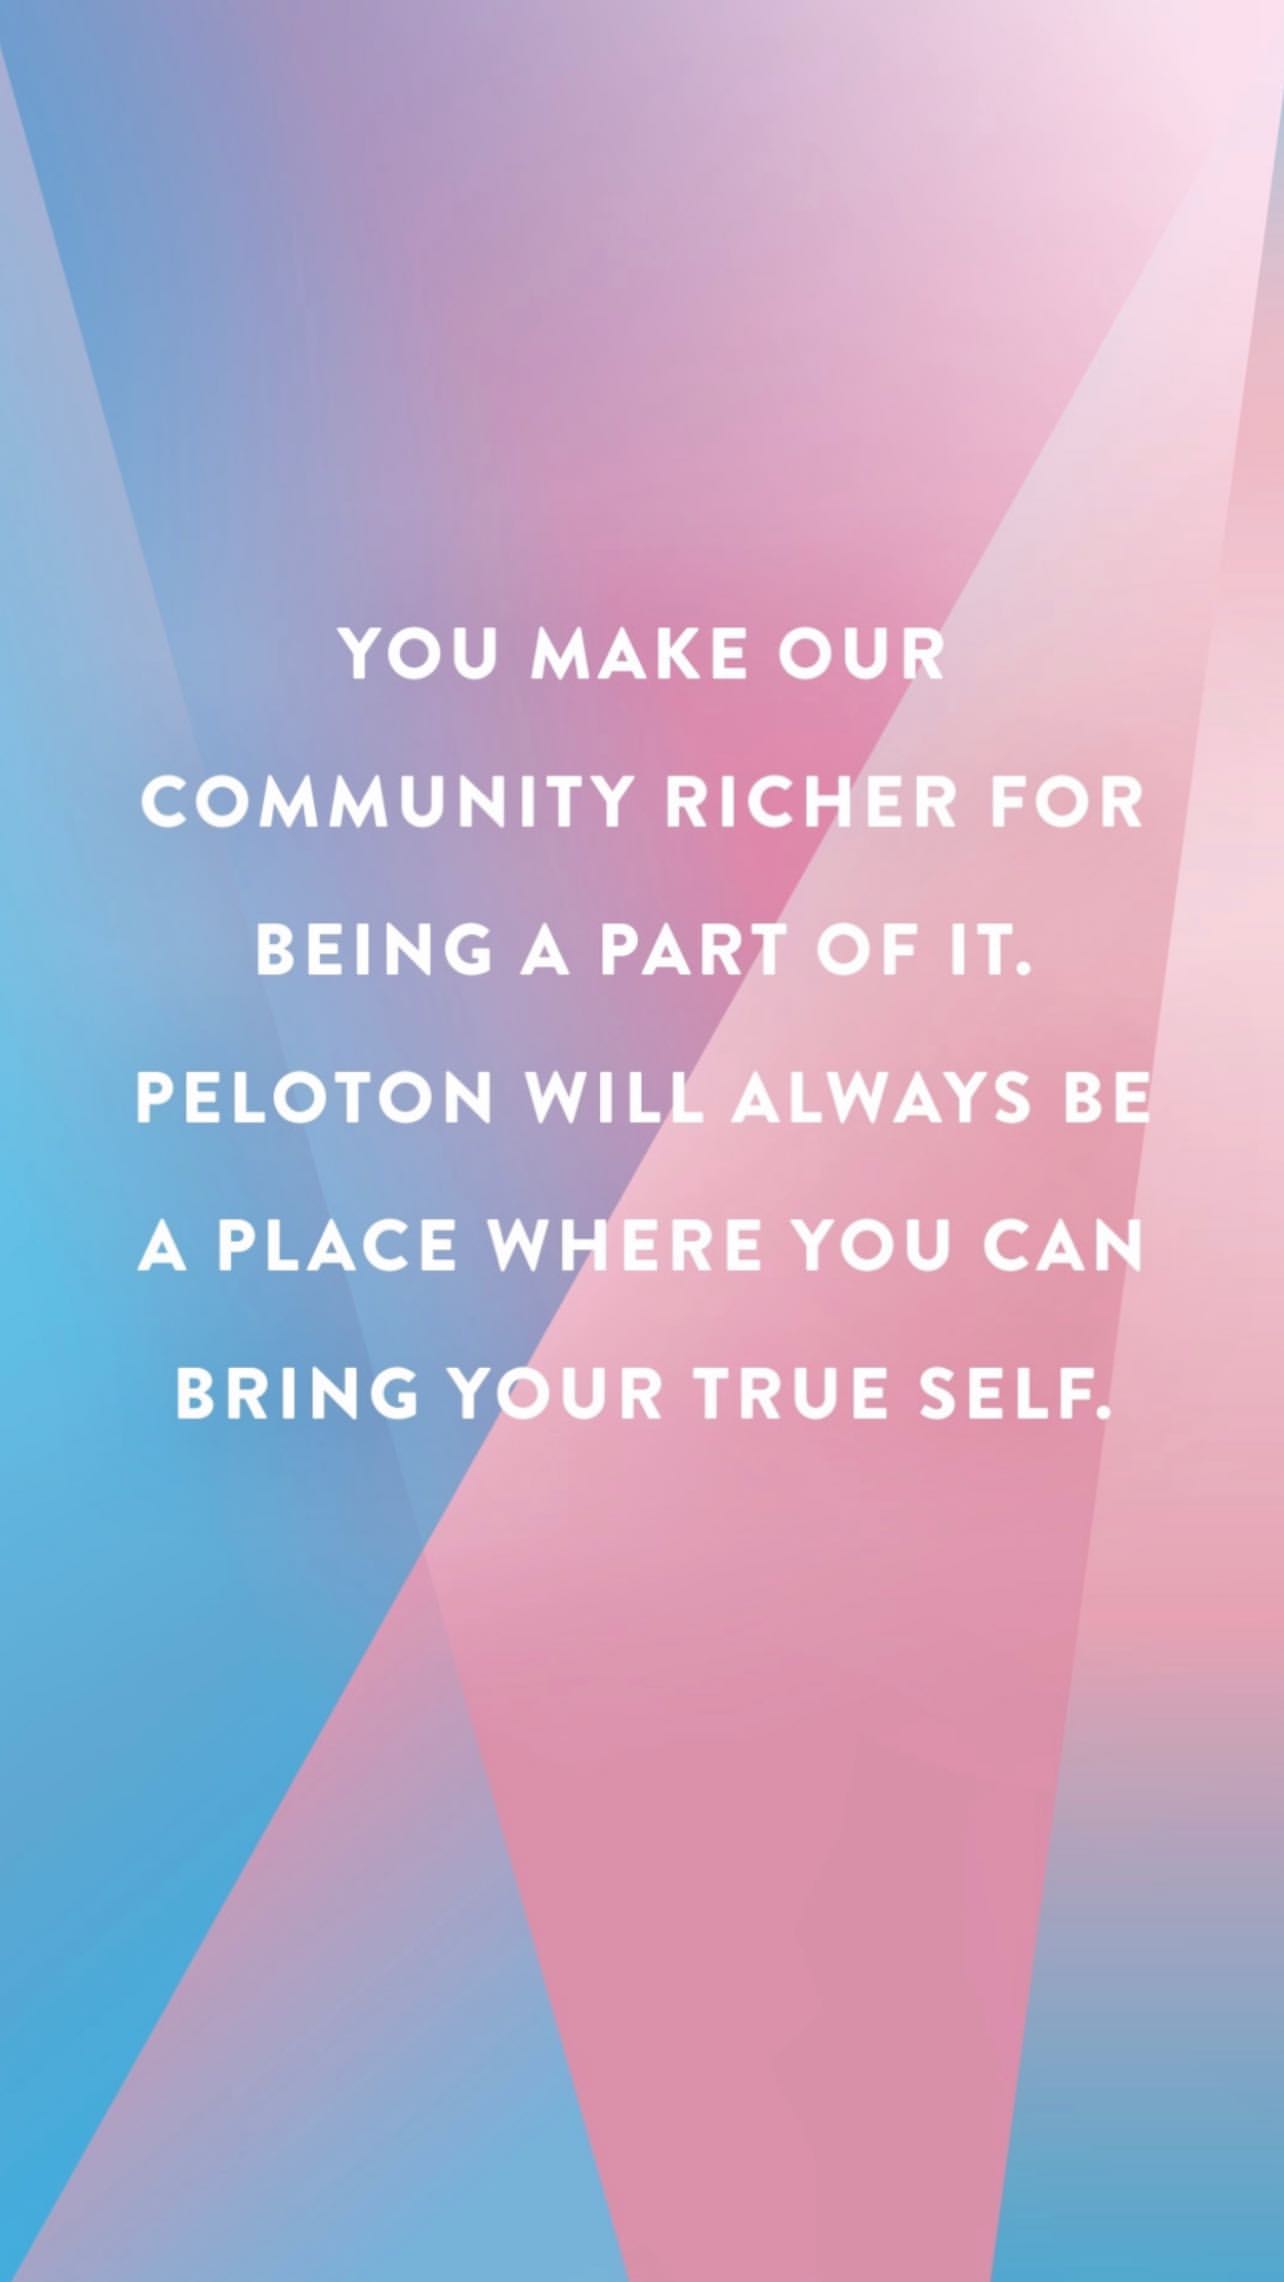 YOU MAKE OUR
COMMUNITY RICHER FOR
BEING A PART OF IT.
PELOTON WILL ALWAYS BE
A PLACE WHERE YOU CAN
BRING YOUR TRUE SELF.